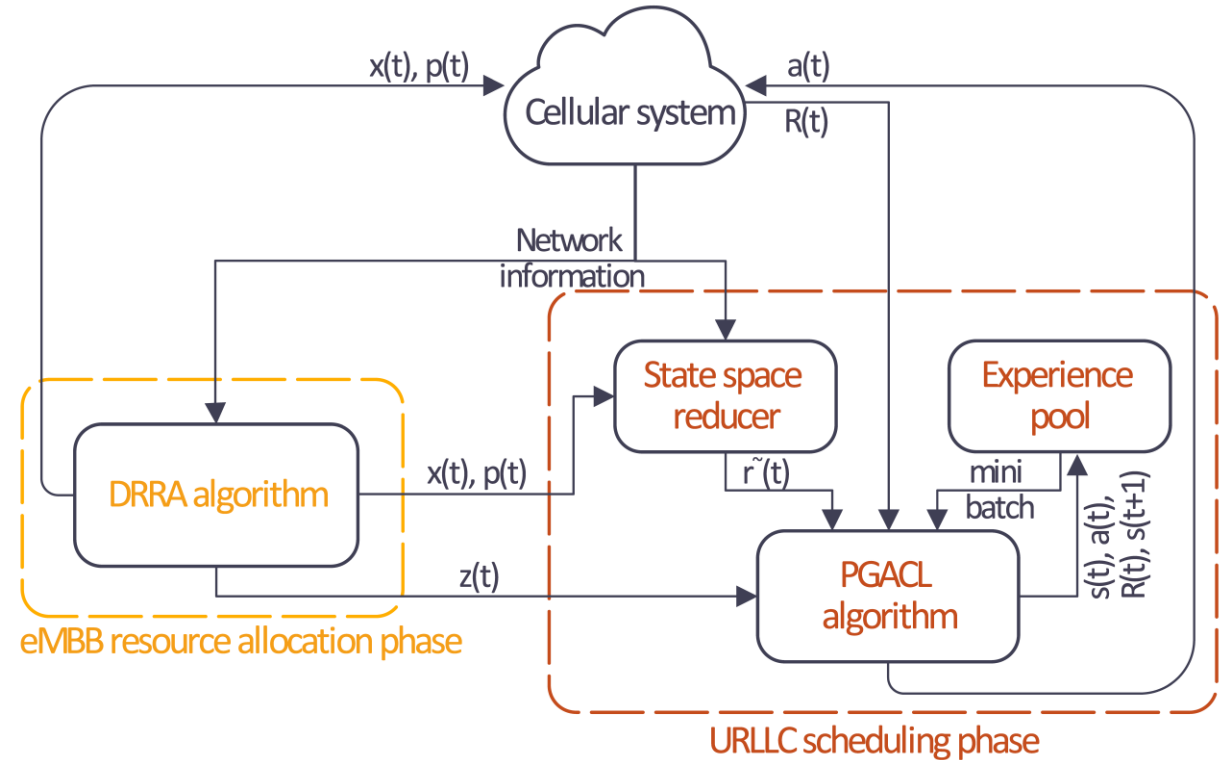 x(t), p(t)
a(t)
Cellular system
R(t)
Network
information
State space
reducer
Experience
pool
DRRA algorithm
x(t), p(t)
r˜(t)
mini
batch
s(t), a(t),
R(t), s(t+1)
z(t)
PGACL
algorithm
eMBB resource allocation phase
URLLC scheduling phase